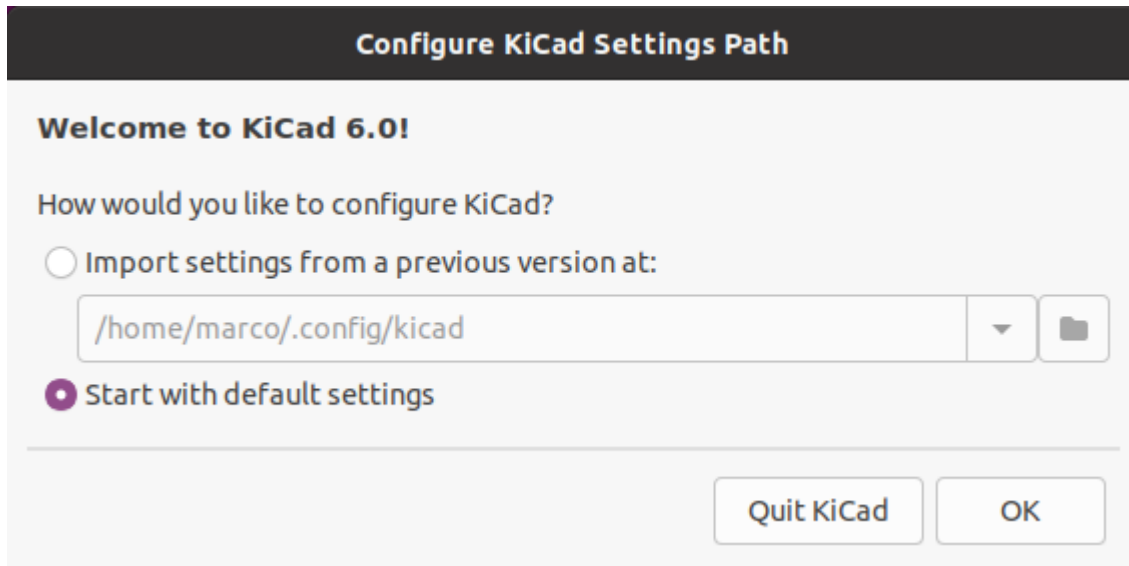 Configure KiCad Settings Path
Welcome to KiCad 6.0!
How would you like to configure KiCad?
Import settings from a previous version at:
/home/marco/.config/kicad
Start with default settings
Quit KiCad OK